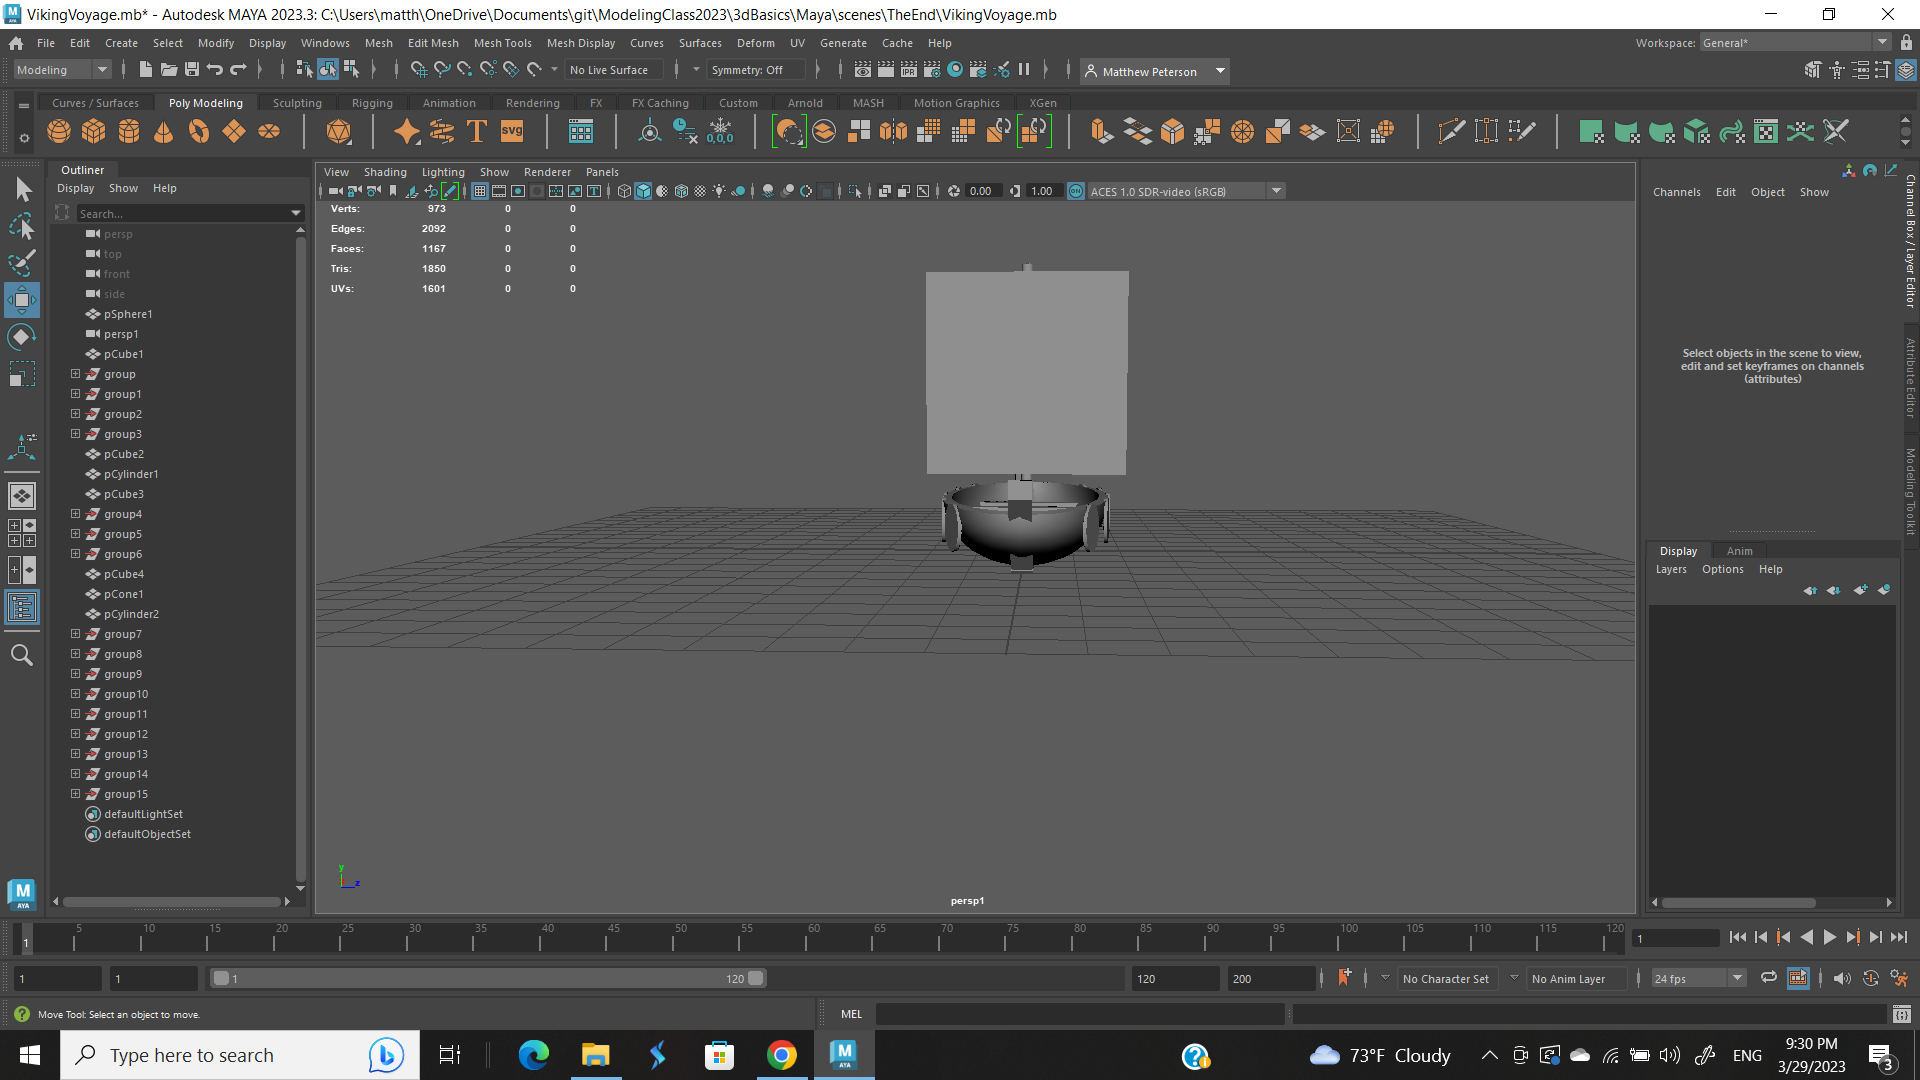 VikingVoyage.mb* - Autodesk MAYA 2023.3: C:\Users\matth\OneDrive\Documents\git\ModelingClass2023\3dBasics\Maya\scenes\TheEnd\VikingVoyage.mb
File Edit Create Select Modify Display Windows Mesh Edit Mesh Mesh Tools Mesh Display Curves Surfaces Deform UV Generate Cache Help Workspace: General*
Modeling No Live Surface Symmetry: Off IPR Matthew Peterson
Curves / Surfaces Poly Modeling Sculpting Rigging Animation Rendering FX FX Caching Custom Arnold MASH Motion Graphics XGen
T SVG 0,0,0
Outliner
Display Show Help
Search...
persp
top
front
side
pSphere1
persp1
pCube1
group
group1
group2
group3
pCube2
pCylinder1
pCube3
group4
group5
group6
pCube4
pCone1
pCylinder2
group7
group8
group9
group10
group11
group12
group13
group14
group15
defaultLightSet
defaultObjectSet
View Shading Lighting Show Renderer Panels
0.00 1.00 ON ACES 1.0 SDR-video (sRGB)
Verts: 973 0 0
Edges: 2092 0 0
Faces: 1167 0 0
Tris: 1850 0 0
UVs: 1601 0 0
y
z
persp1
Channels Edit Object Show
Select objects in the scene to view,
edit and set keyframes on channels
(attributes)
Display Anim
Layers Options Help
Channel Box / Layer Editor
Attribute Editor
Modeling Toolkit
M
AYA
1 5 10 15 20 25 30 35 40 45 50 55 60 65 70 75 80 85 90 95 100 105 110 115 120 1
1 1 1 120 120 200 No Character Set No Anim Layer 24 fps
Move Tool: Select an object to move. MEL
Type here to search 73°F Cloudy ENG 9:30 PM
3/29/2023 3